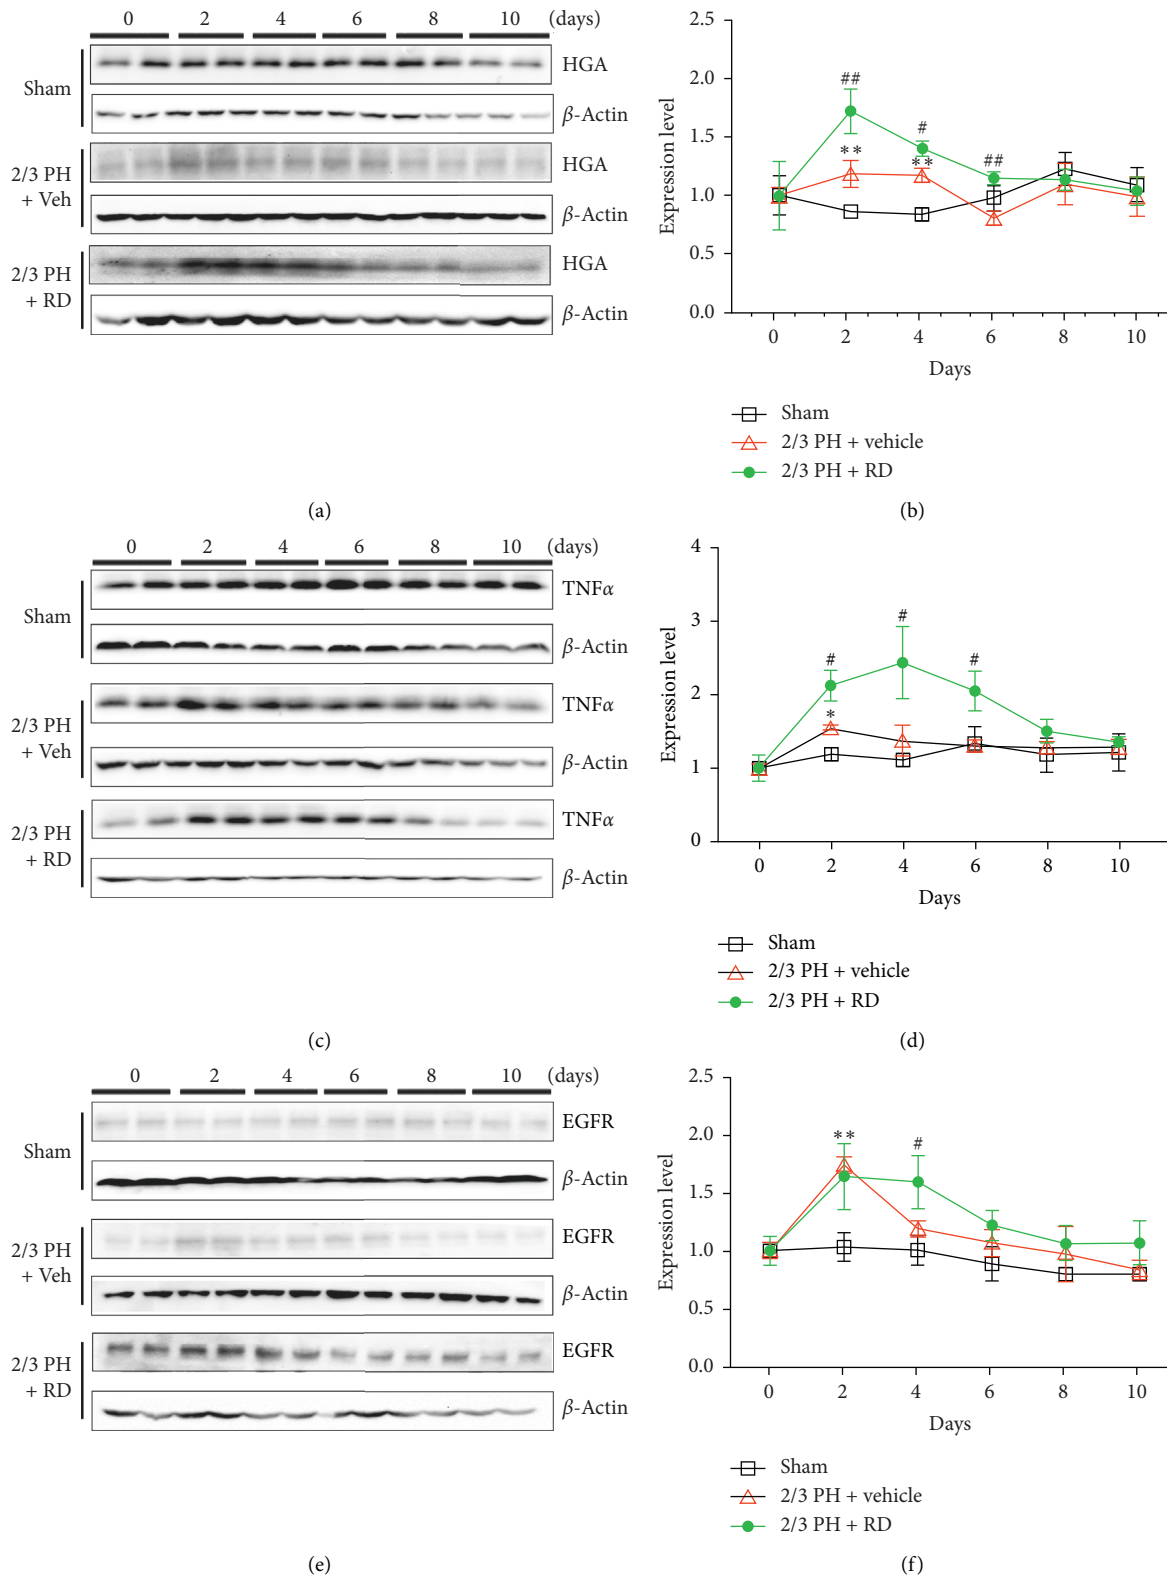 0 2 4 6 8 10 (days)
Sham
HGA
β-Actin
2/3 PH
+ Veh
HGA
β-Actin
2/3 PH
+ RD
HGA
β-Actin
(a)
Expression level
2.5
2.0
1.5
1.0
0.5
0.0
##
#
**
**
##
0 2 4 6 8 10
Days
Sham
2/3 PH + vehicle
2/3 PH + RD
(b)
0 2 4 6 8 10 (days)
Sham
TNFα
β-Actin
2/3 PH
+ Veh
TNFα
β-Actin
2/3 PH
+ RD
TNFα
β-Actin
(c)
Expression level
4
3
2
1
0
#
#
#
*
0 2 4 6 8 10
Days
Sham
2/3 PH + vehicle
2/3 PH + RD
(d)
0 2 4 6 8 10 (days)
Sham
EGFR
β-Actin
2/3 PH
+ Veh
EGFR
β-Actin
2/3 PH
+ RD
EGFR
β-Actin
(e)
Expression level
2.5
2.0
1.5
1.0
0.5
0.0
**
#
0 2 4 6 8 10
Days
Sham
2/3 PH + vehicle
2/3 PH + RD
(f)